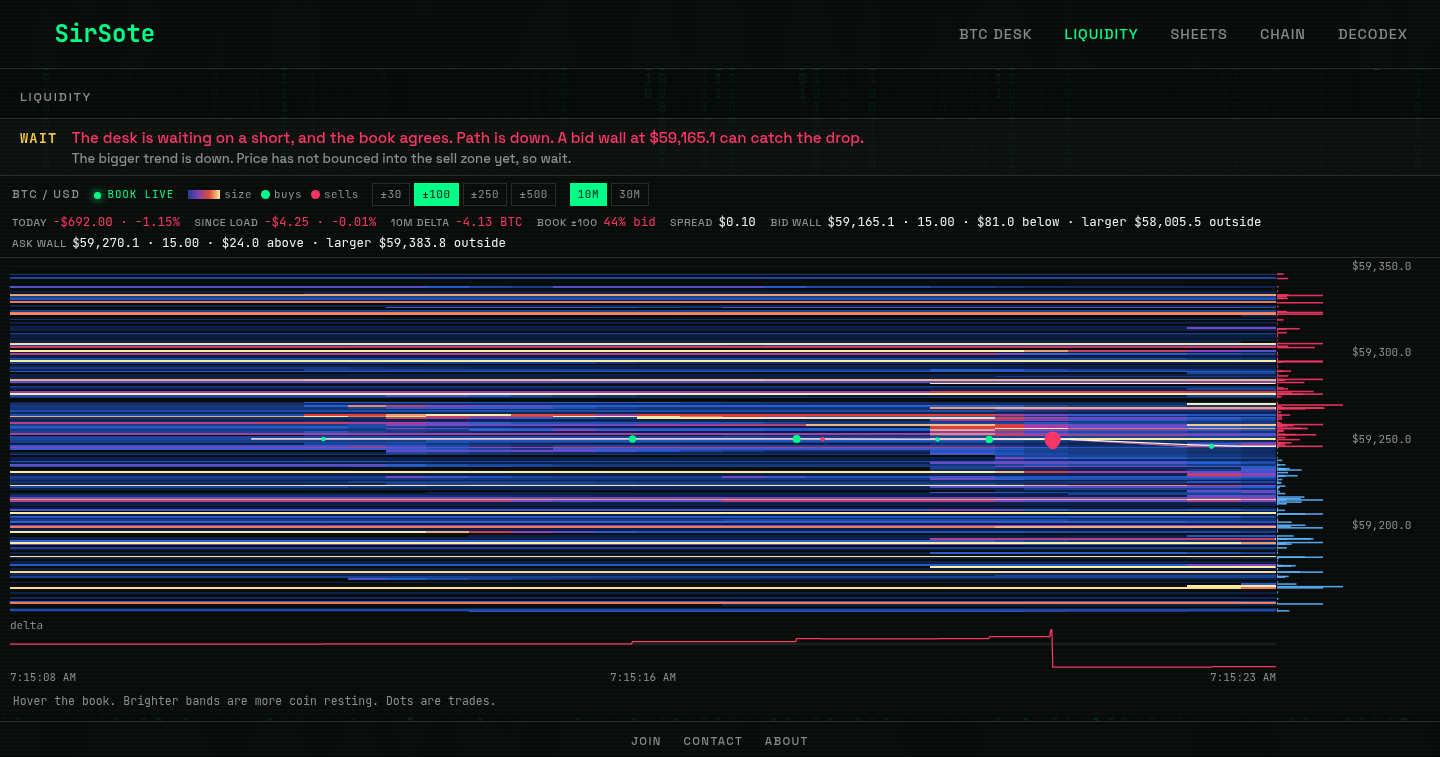 SirSote
BTC DESK LIQUIDITY SHEETS CHAIN DECODEX
LIQUIDITY
WAIT The desk is waiting on a short, and the book agrees. Path is down. A bid wall at $59,165.1 can catch the drop.
The bigger trend is down. Price has not bounced into the sell zone yet, so wait.
BTC / USD BOOK LIVE size buys sells ±30 ±100 ±250 ±500 10M 30M
TODAY -$692.00 · -1.15% SINCE LOAD -$4.25 · -0.01% 10M DELTA -4.13 BTC BOOK ±100 44% bid SPREAD $0.10 BID WALL $59,165.1 · 15.00 · $81.0 below · larger $58,005.5 outside
ASK WALL $59,270.1 · 15.00 · $24.0 above · larger $59,383.8 outside
$59,350.0
$59,300.0
$59,250.0
$59,200.0
delta
7:15:08 AM 7:15:16 AM 7:15:23 AM
Hover the book. Brighter bands are more coin resting. Dots are trades.
JOIN CONTACT ABOUT